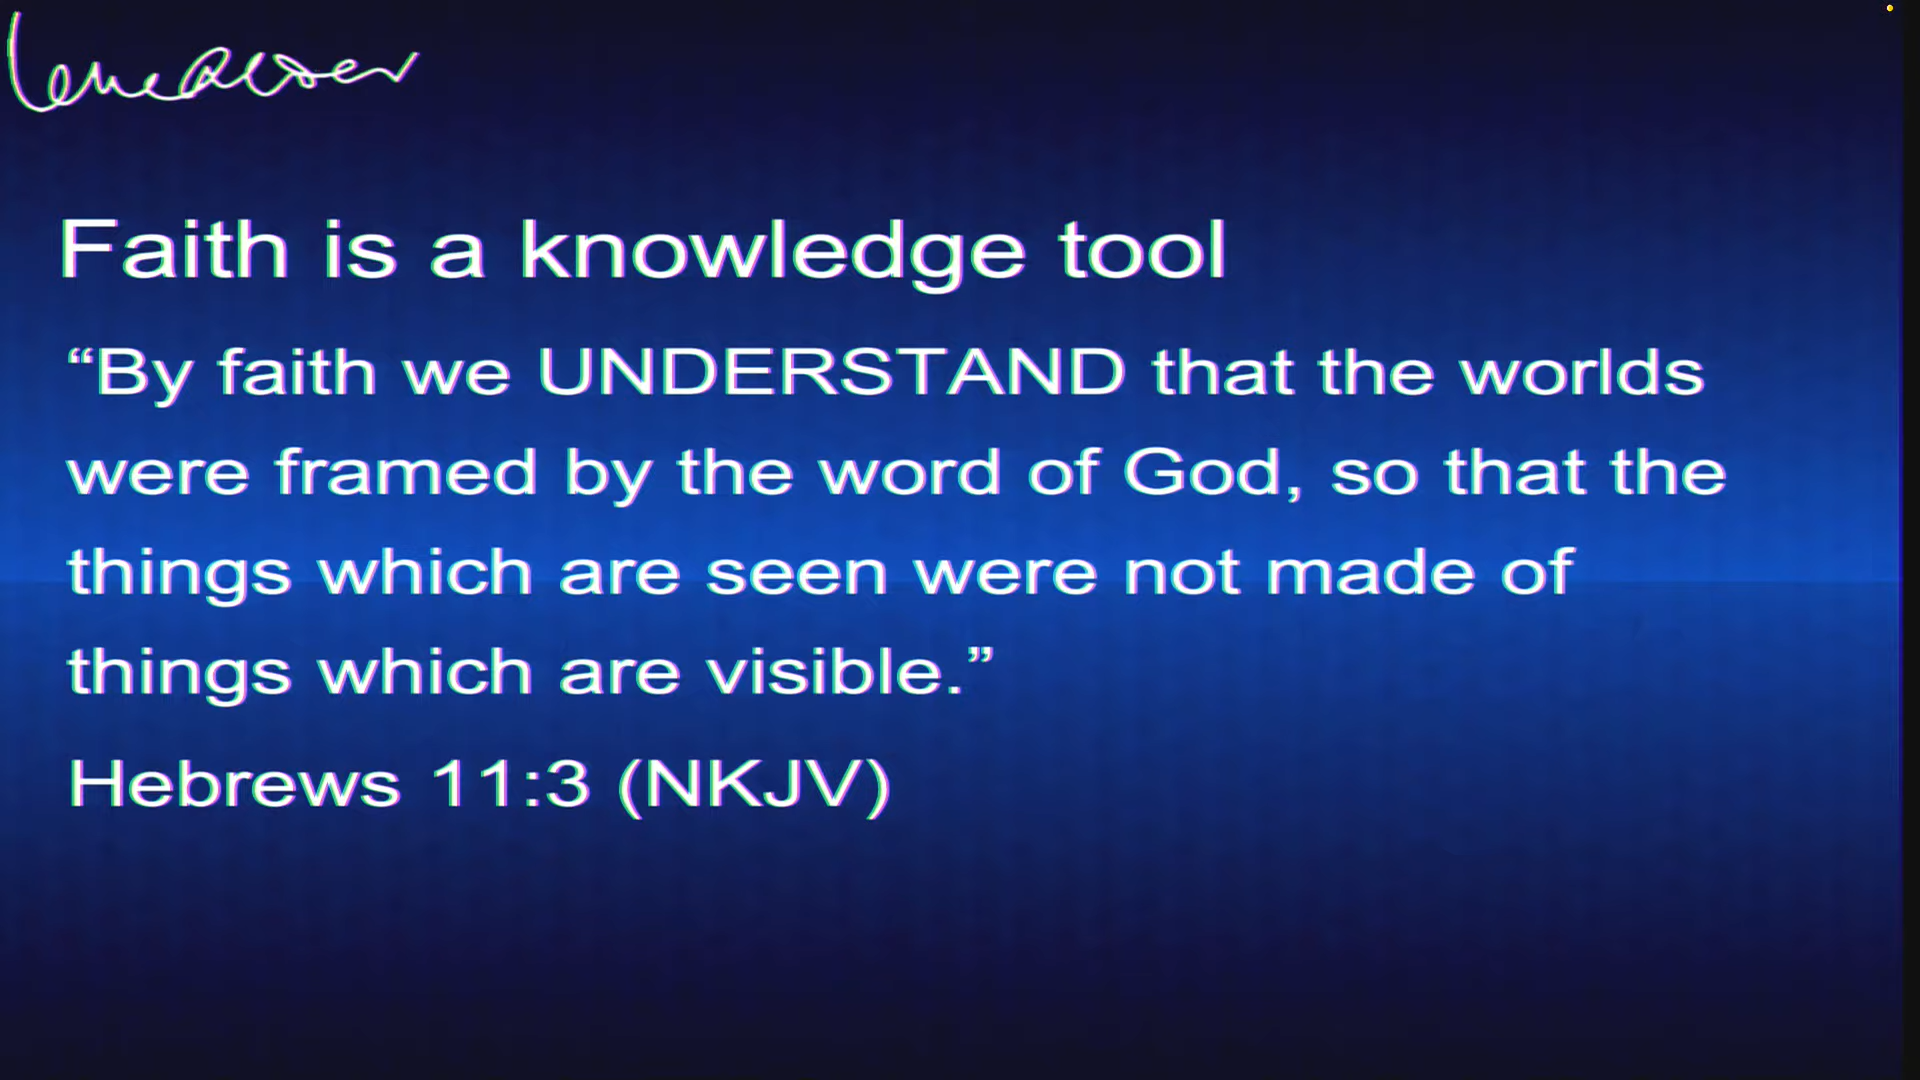 Faith is a knowledge tool
“By faith we UNDERSTAND that the worlds
were framed by the word of God, so that the
things which are seen were not made of
things which are visible.”
Hebrews 11:3 (NKJV)